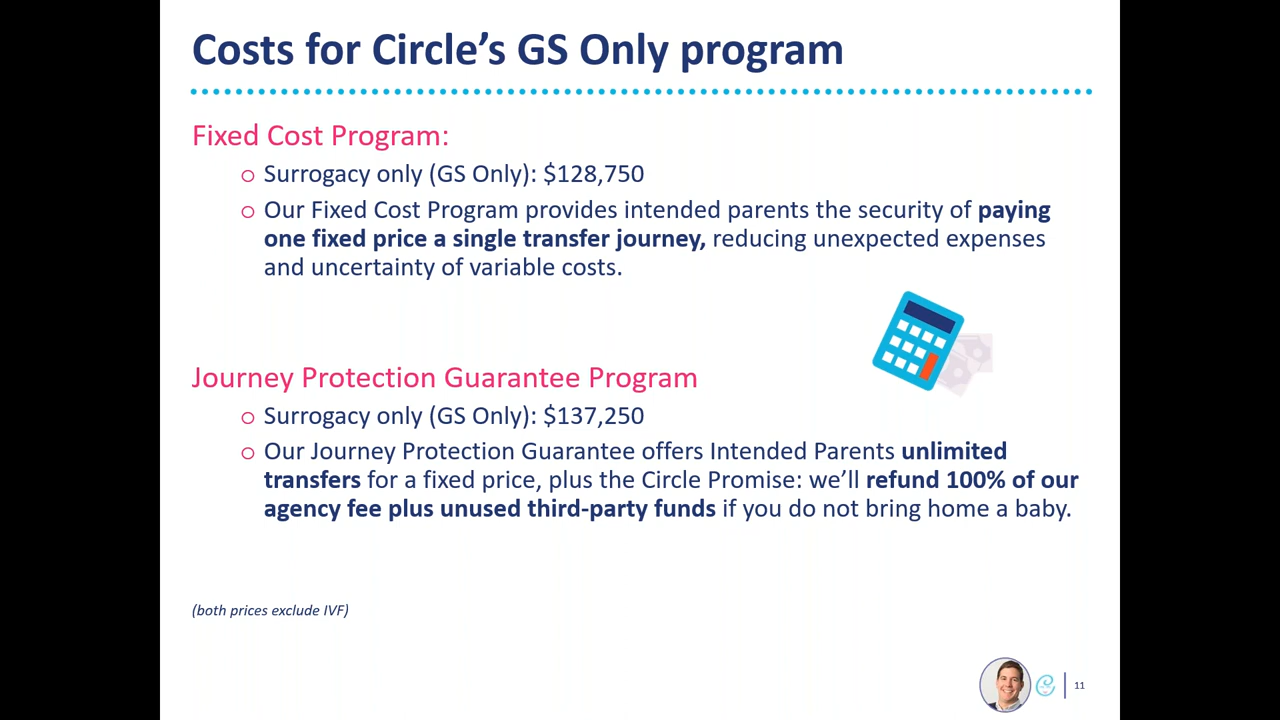 Costs for Circle’s GS Only program
Fixed Cost Program:
Surrogacy only (GS Only): $128,750
Our Fixed Cost Program provides intended parents the security of paying
one fixed price a single transfer journey, reducing unexpected expenses
and uncertainty of variable costs.
Journey Protection Guarantee Program
Surrogacy only (GS Only): $137,250
Our Journey Protection Guarantee offers Intended Parents unlimited
transfers for a fixed price, plus the Circle Promise: we’ll refund 100% of our
agency fee plus unused third-party funds if you do not bring home a baby.
(both prices exclude IVF)
11